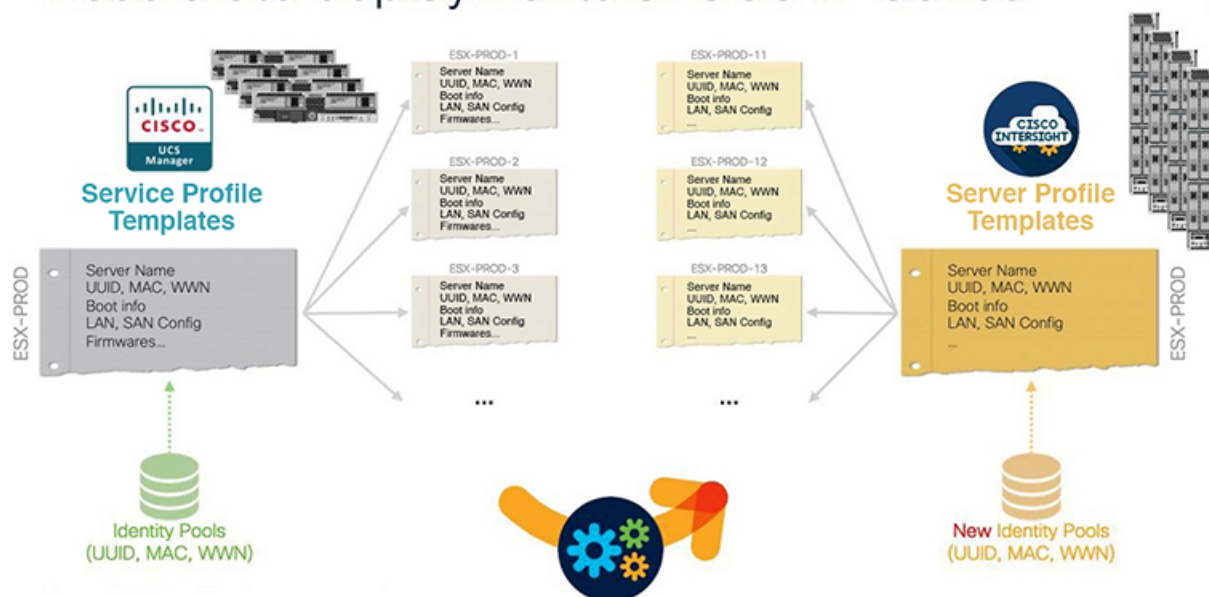 CISCO
UCS
Manager
Service Profile
Templates
ESX-PROD
Server Name
UUID, MAC, WWN
Boot info
LAN, SAN Config
Firmwares...
Identity Pools
(UUID, MAC, WWN)
ESX-PROD-1
Server Name
UUID, MAC, WWN
Boot info
LAN, SAN Config
Firmwares...
ESX-PROD-2
Server Name
UUID, MAC, WWN
Boot info
LAN, SAN Config
Firmwares...
ESX-PROD-3
Server Name
UUID, MAC, WWN
Boot info
LAN, SAN Config
Firmwares...
...
ESX-PROD-11
Server Name
UUID, MAC, WWN
Boot info
LAN, SAN Config
...
ESX-PROD-12
Server Name
UUID, MAC, WWN
Boot info
LAN, SAN Config
...
ESX-PROD-13
Server Name
UUID, MAC, WWN
Boot info
LAN, SAN Config
...
...
CISCO
INTERSIGHT
Server Profile
Templates
Server Name
UUID, MAC, WWN
Boot info
LAN, SAN Config
...
ESX-PROD
New Identity Pools
(UUID, MAC, WWN)